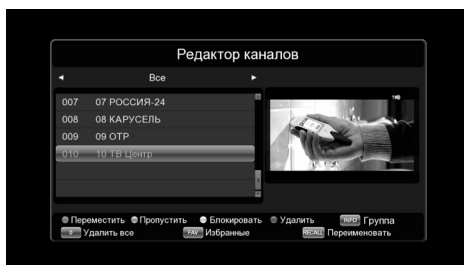 Редактор каналов
Все
007 07 РОССИЯ-24
008 08 КАРУСЕЛЬ
009 09 ОТР
010 10 ТВ Центр
Переместить Пропустить Блокировать Удалить INFO Группа
0 Удалить все FAV Избранные RECALL Переименовать